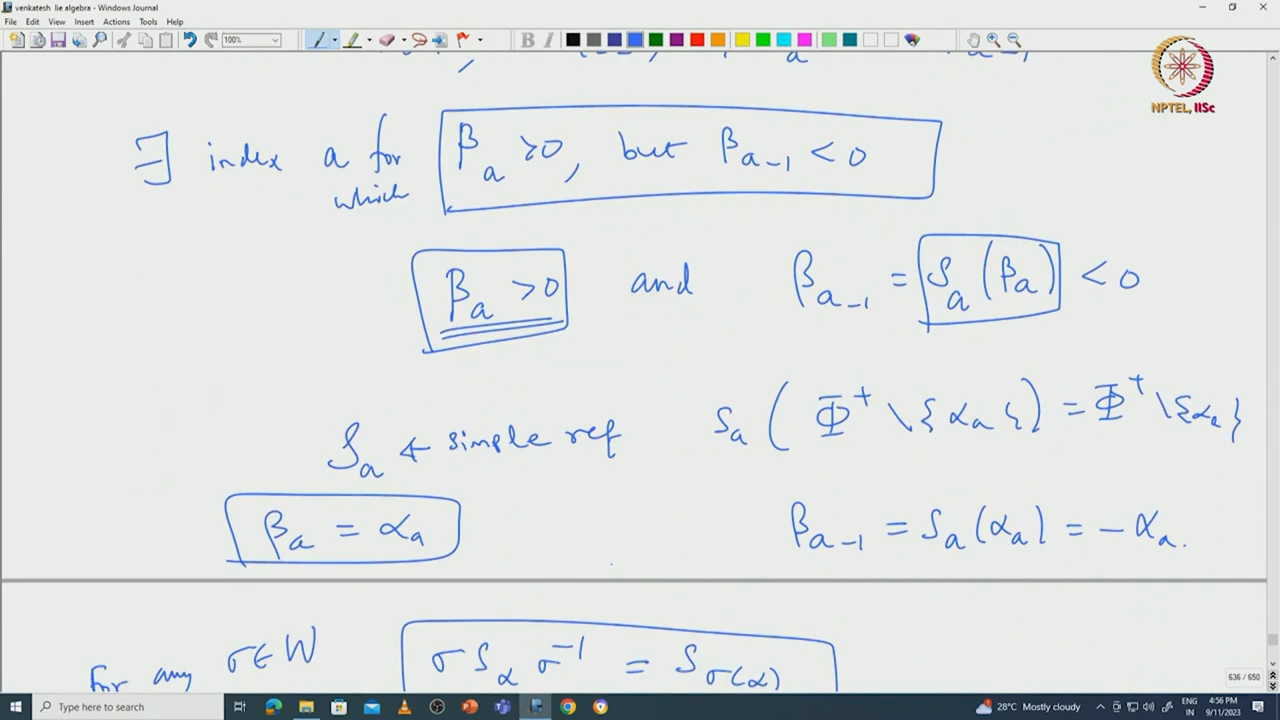 venkatesh lie algebra - Windows Journal
File Edit View Insert Actions Tools Help
100%
B I
NPTEL, IISc
∃ index a for which β_a > 0, but β_{a-1} < 0
β_a > 0 and β_{a-1} = S_a(β_a) < 0
S_a ← simple ref S_a(Φ^+ \ {α_a}) = Φ^+ \ {α_a}
β_a = α_a β_{a-1} = S_a(α_a) = -α_a.
For any σ ∈ W σ S_α σ^{-1} = S_{σ(α)}
636 / 650
Type here to search
28°C Mostly cloudy
ENG
IN
4:56 PM
9/11/2023